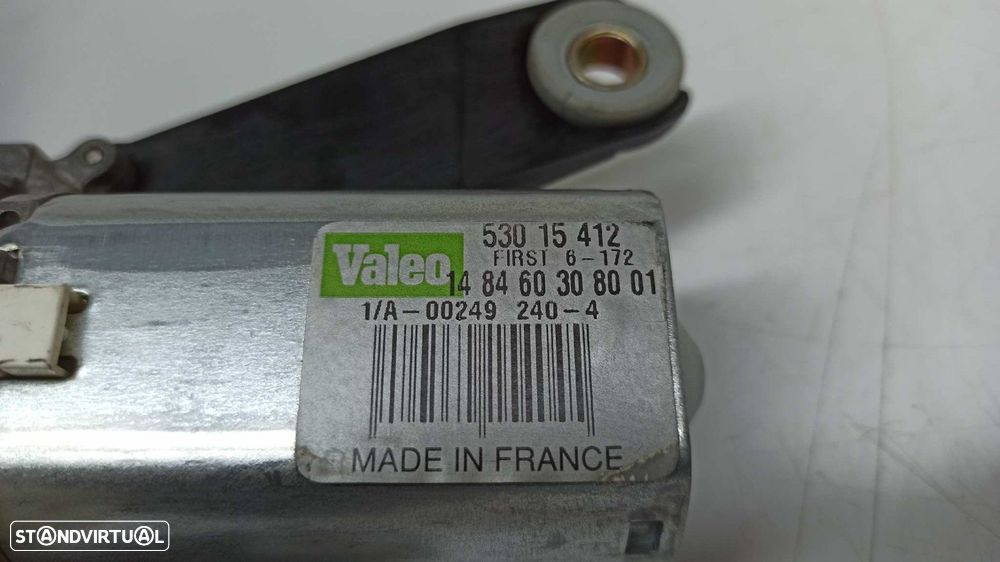 Valeo
530 15 412
FIRST 6-172
14 84 60 30 80 01
1/A-00249 240-4
MADE IN FRANCE
STANDVIRTUAL